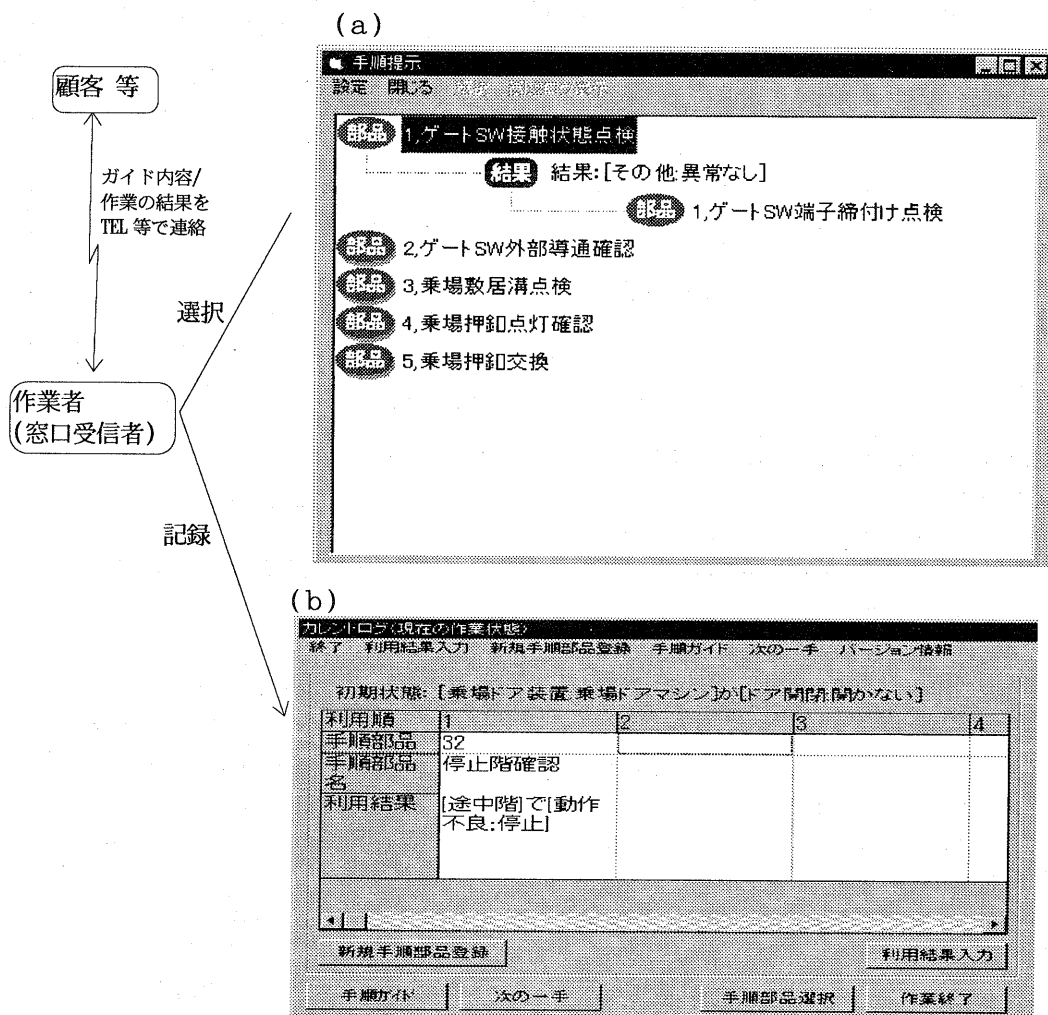 (a)
顧客 等
ガイド内容/
作業の結果を
TEL 等で連絡
選択
作業者
(窓口受信者)
記録
手順提示
設定 閉じる
部品 1,ゲートSW接触状態点検
結果 結果:[その他:異常なし]
部品 1,ゲートSW端子締付け点検
部品 2,ゲートSW外部導通確認
部品 3,乗場敷居溝点検
部品 4,乗場押釦点灯確認
部品 5,乗場押釦交換
(b)
カレントログ(現在の作業状態)
終了 利用結果入力 新規手順部品登録 手順ガイド 次の一手 バージョン情報
初期状態: [乗場ドア装置:乗場ドアマシン]が[ドア開閉:開かない]
利用順 1 2 3 4
手順部品 32
手順部品名 停止階確認
利用結果 [途中階]で[動作
不良:停止]
新規手順部品登録 利用結果入力
手順ガイド 次の一手 手順部品選択 作業終了